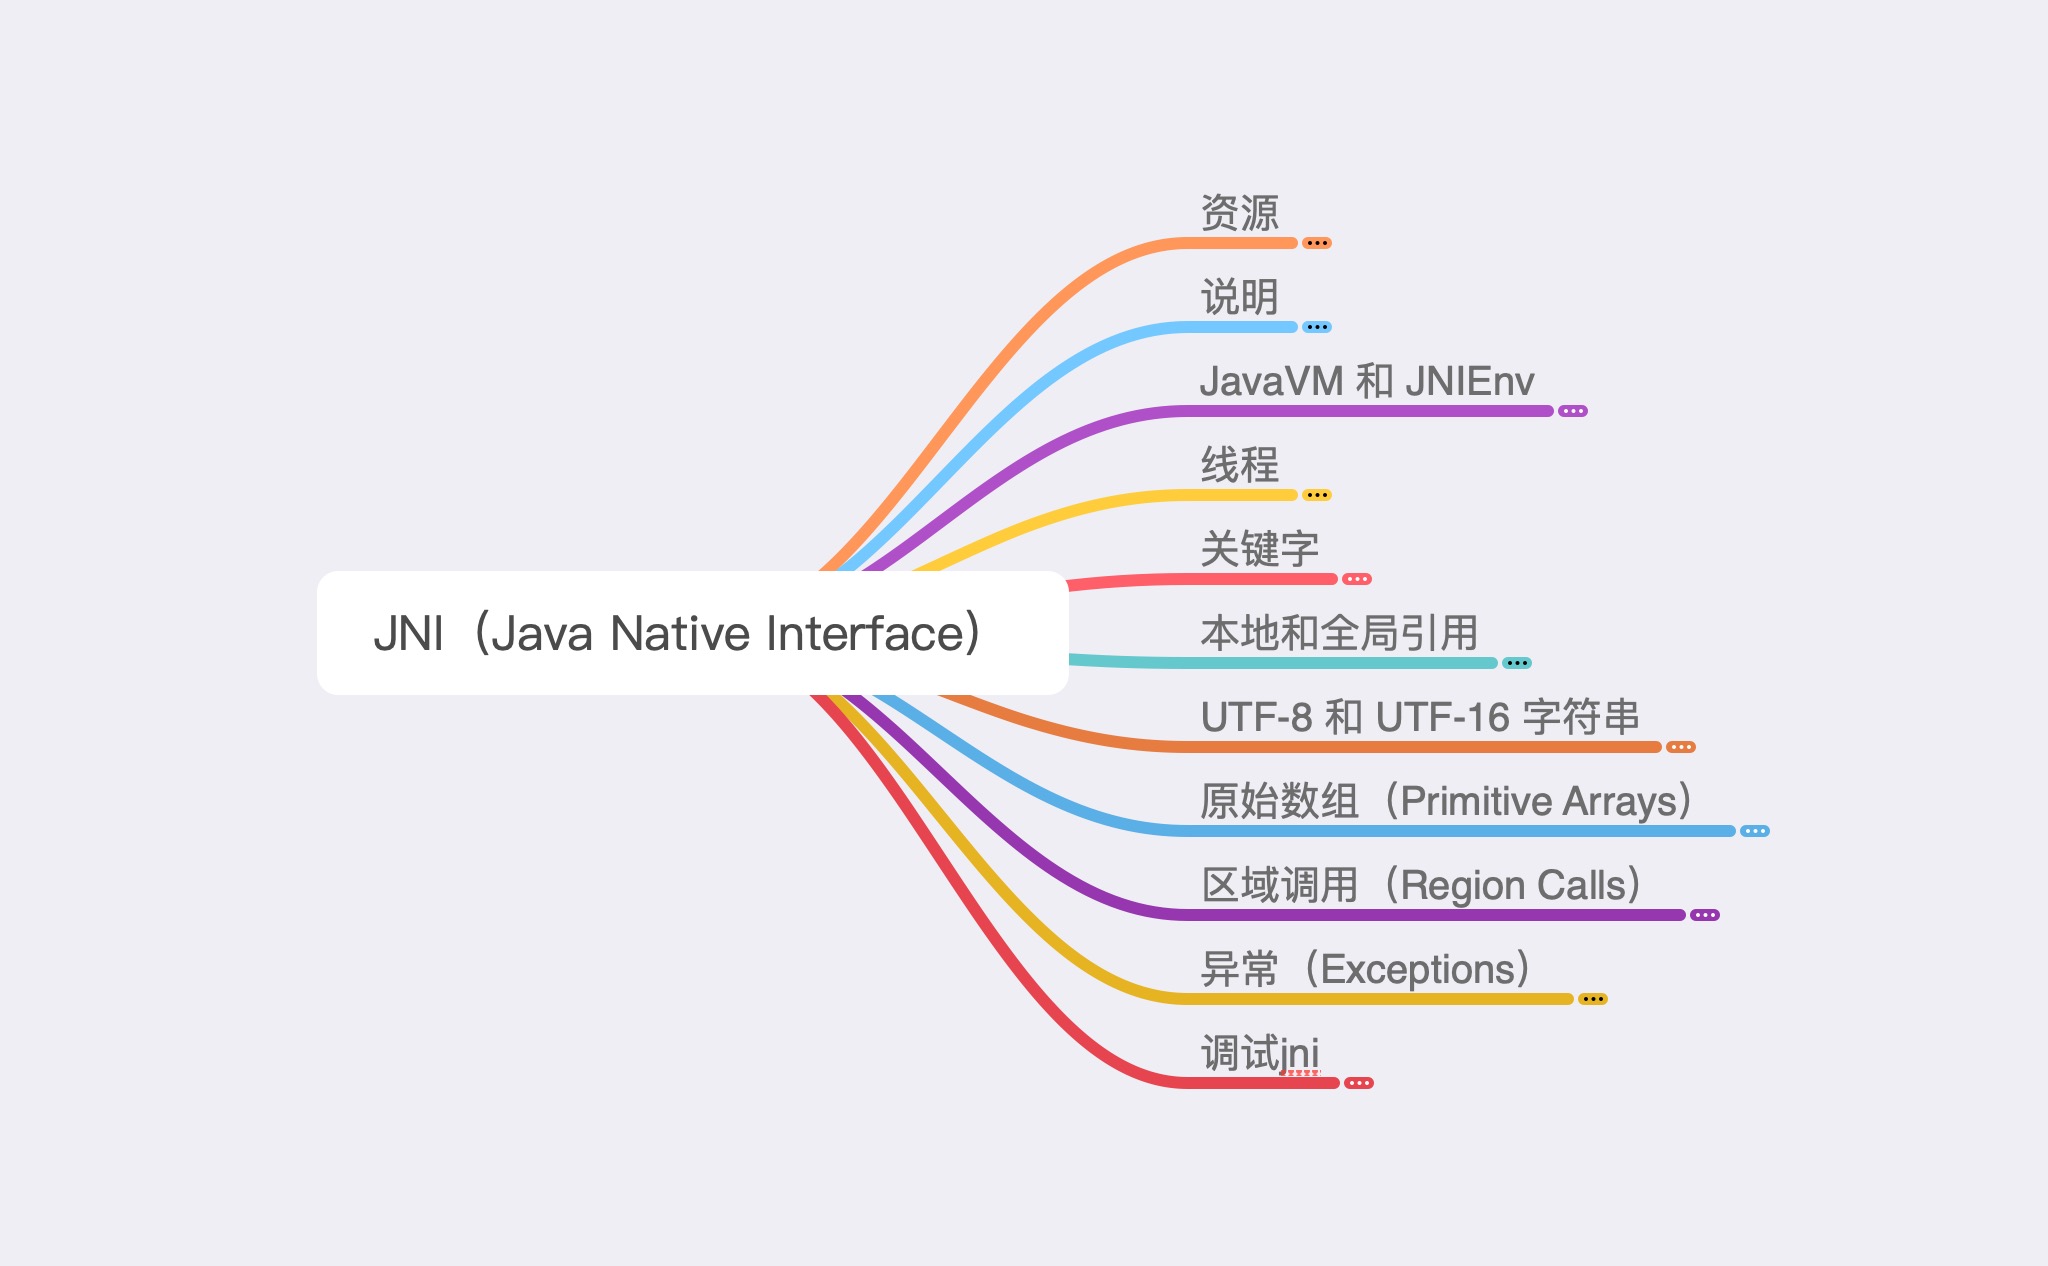 资源
说明
JavaVM 和 JNIEnv
线程
关键字
JNI（Java Native Interface）
本地和全局引用
UTF-8 和 UTF-16 字符串
原始数组（Primitive Arrays）
区域调用（Region Calls）
异常（Exceptions）
调试jni